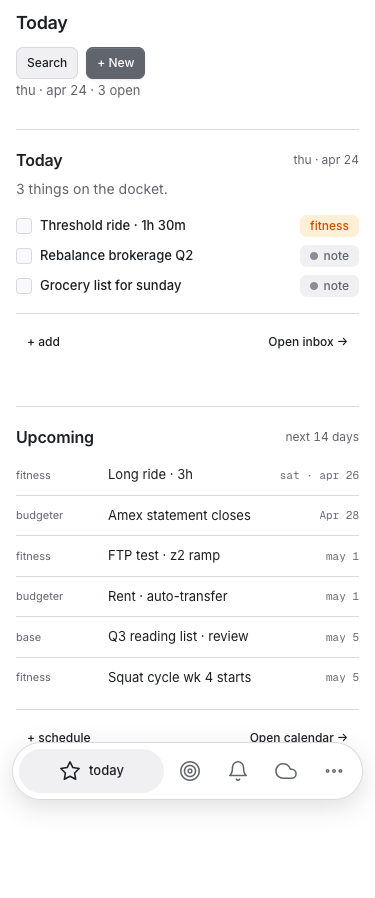 Today
Search + New
thu · apr 24 · 3 open
Today thu · apr 24
3 things on the docket.
Threshold ride · 1h 30m fitness
Rebalance brokerage Q2 note
Grocery list for sunday note
+ add Open inbox →
Upcoming next 14 days
fitness Long ride · 3h sat · apr 26
budgeter Amex statement closes Apr 28
fitness FTP test · z2 ramp may 1
budgeter Rent · auto-transfer may 1
base Q3 reading list · review may 5
fitness Squat cycle wk 4 starts may 5
+ schedule Open calendar →
today